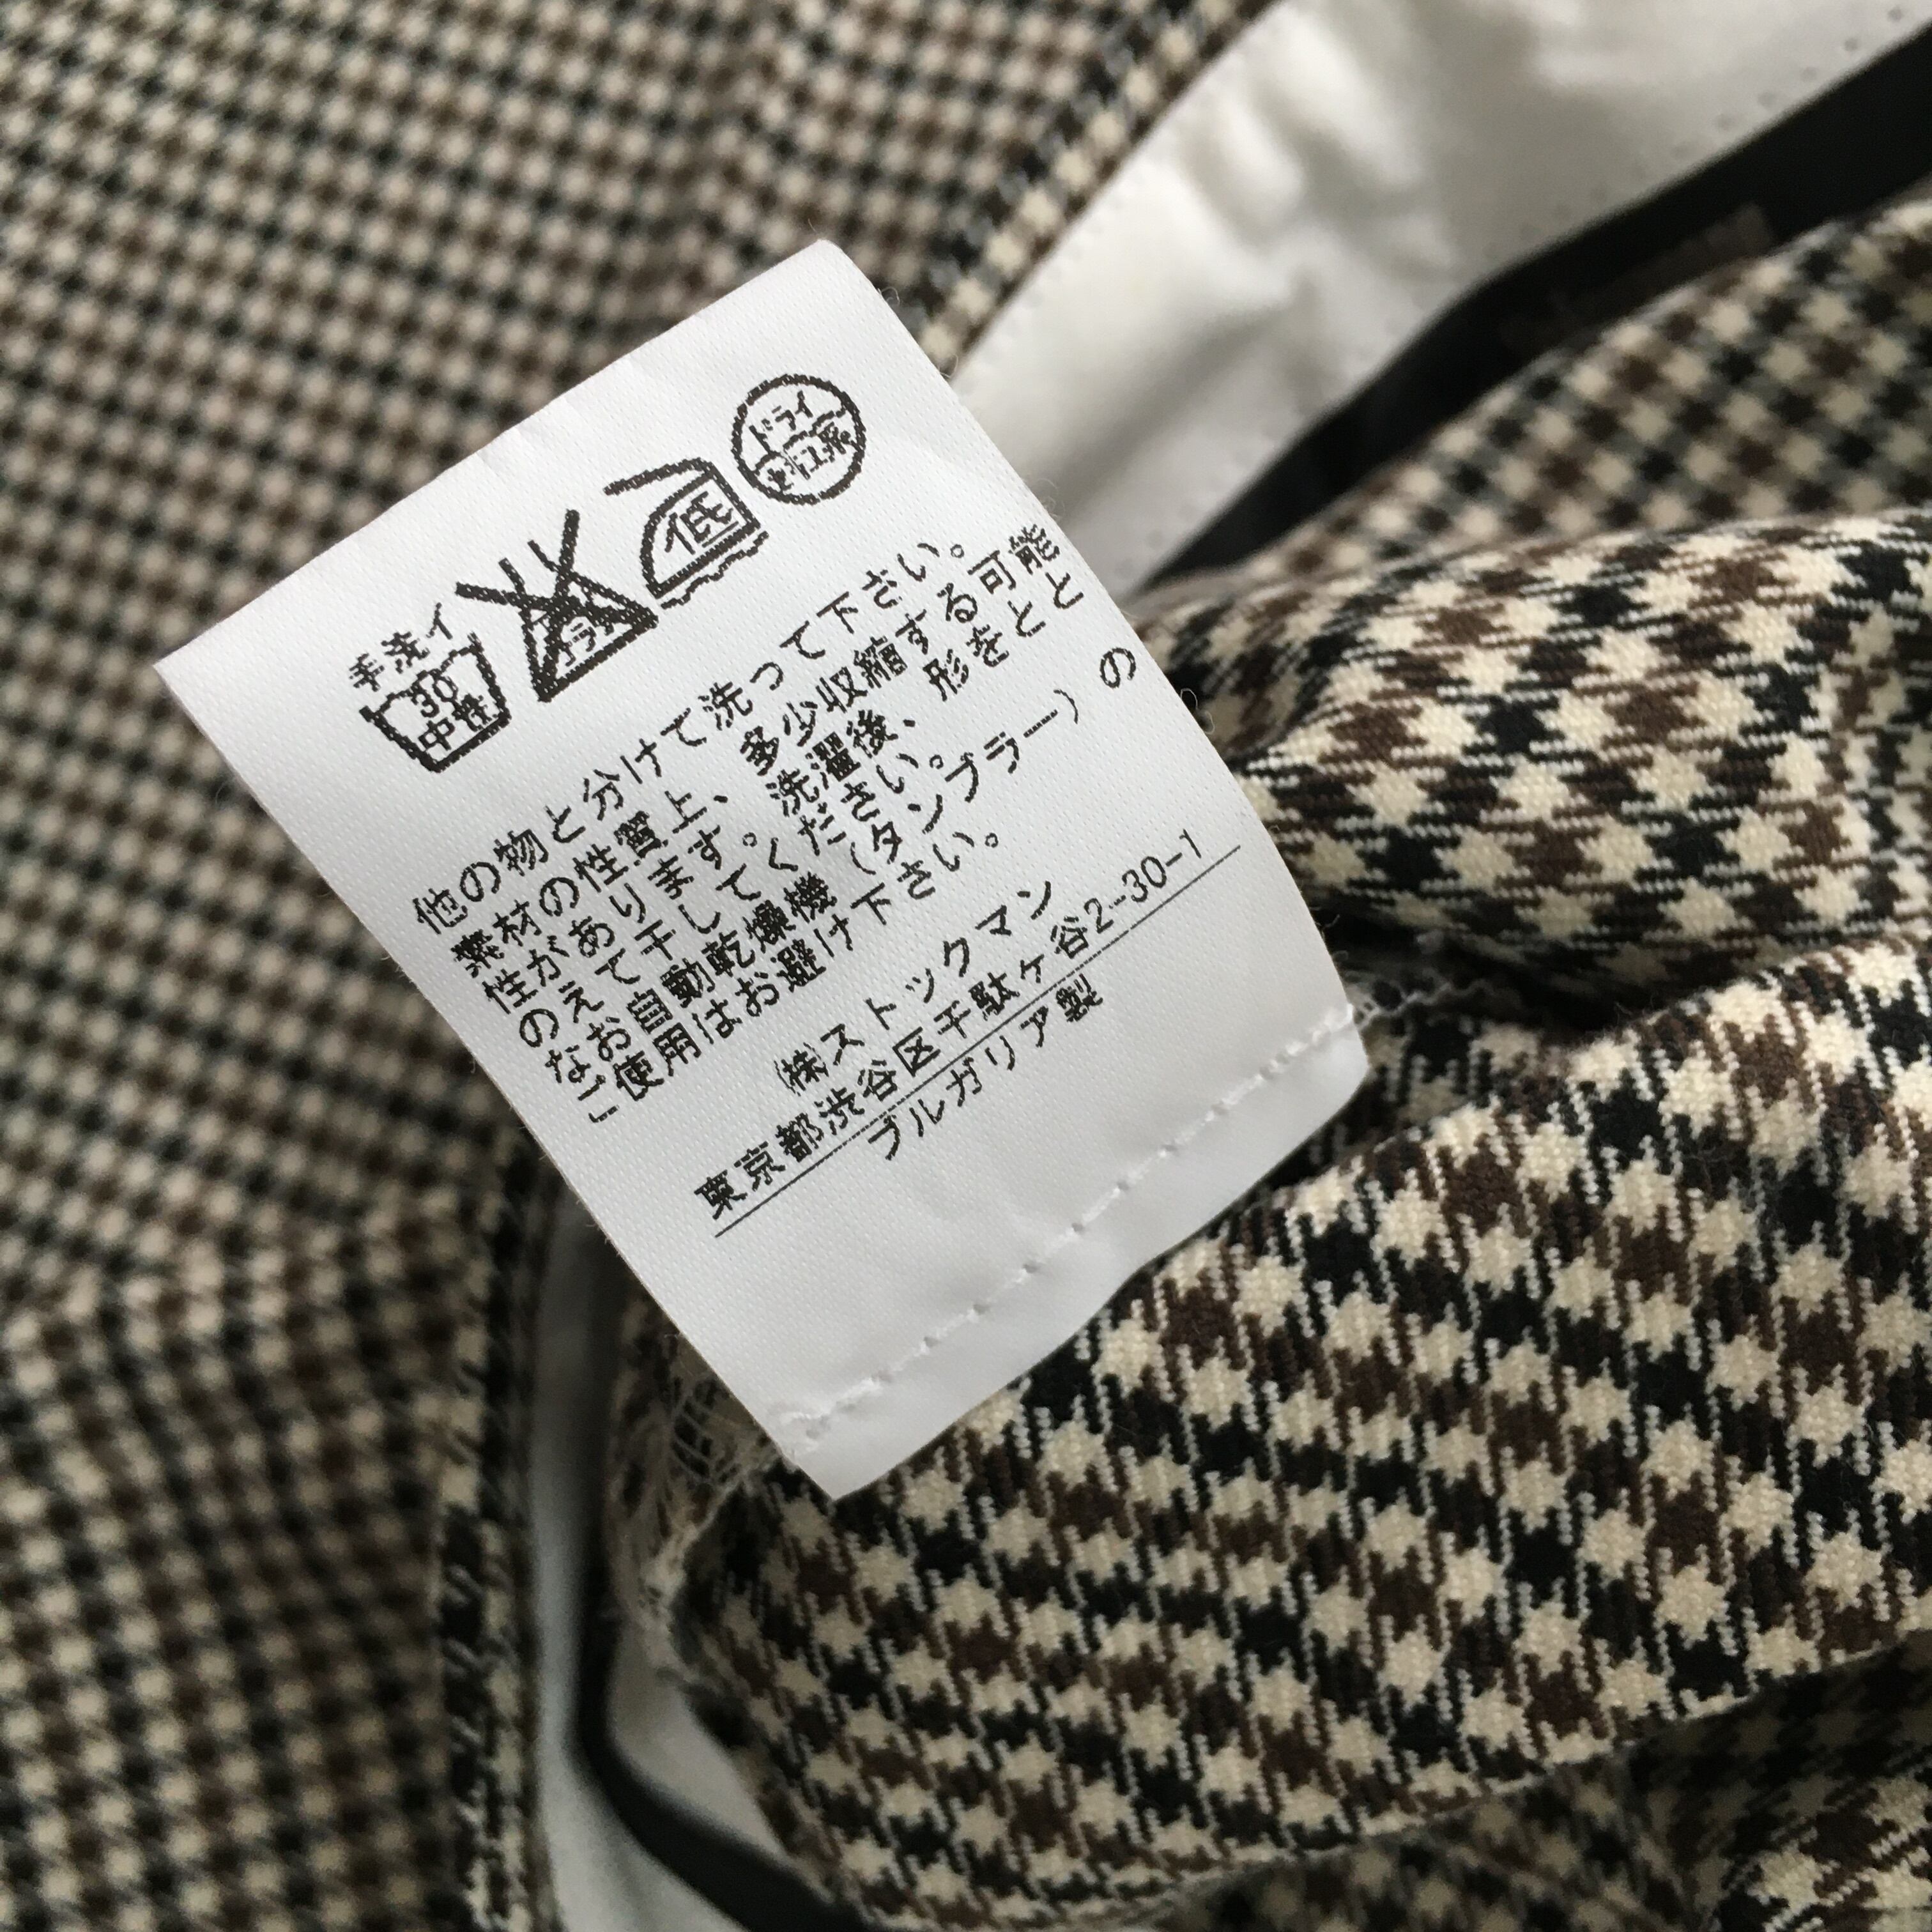 手洗イ
30
中性
低
ドライ
他の物と分けて洗って下さい。
素材の性質上、多少収縮する可能
性があります。洗濯後、形をとと
のえて干してください。
なお自動乾燥機（タンブラー）の
ご使用はお避け下さい。
㈱ストックマン
東京都渋谷区千駄ヶ谷2-30-1
ブルガリア製